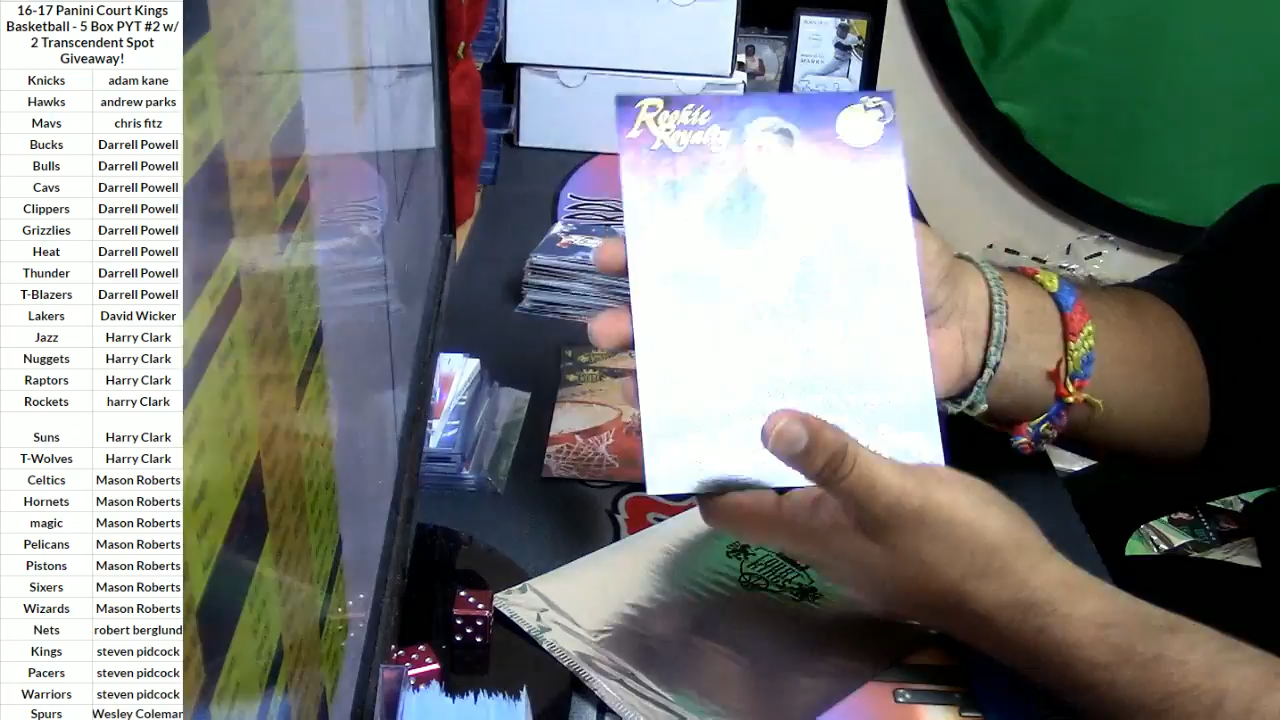 16-17 Panini Court Kings
Basketball - 5 Box PYT #2 w/
2 Transcendent Spot
Giveaway!
Knicks adam kane
Hawks andrew parks
Mavs chris fitz
Bucks Darrell Powell
Bulls Darrell Powell
Cavs Darrell Powell
Clippers Darrell Powell
Grizzlies Darrell Powell
Heat Darrell Powell
Thunder Darrell Powell
T-Blazers Darrell Powell
Lakers David Wicker
Jazz Harry Clark
Nuggets Harry Clark
Raptors Harry Clark
Rockets harry Clark
Suns Harry Clark
T-Wolves Harry Clark
Celtics Mason Roberts
Hornets Mason Roberts
magic Mason Roberts
Pelicans Mason Roberts
Pistons Mason Roberts
Sixers Mason Roberts
Wizards Mason Roberts
Nets robert berglund
Kings steven pidcock
Pacers steven pidcock
Warriors steven pidcock
Spurs Wesley Coleman
Rookie
Royalty